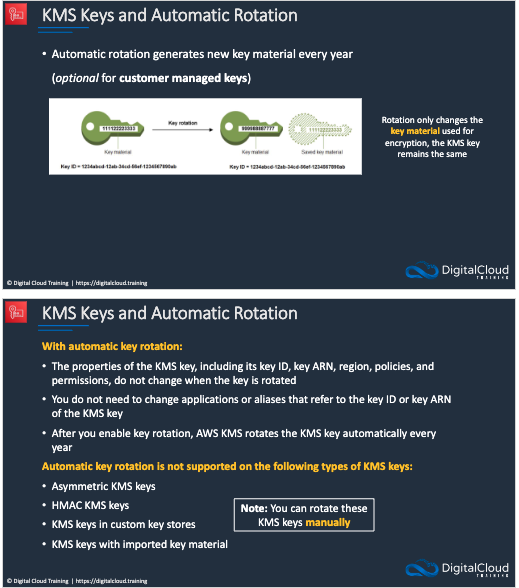 KMS Keys and Automatic Rotation
• Automatic rotation generates new key material every year
(optional for customer managed keys)
111122223333
Key material
Key ID = 1234abcd-12ab-34cd-56ef-1234567890ab
Key rotation
999988887777
Key material
111122223333
Saved key material
Key ID = 1234abcd-12ab-34cd-56ef-1234567890ab
Rotation only changes the
key material used for
encryption, the KMS key
remains the same
© Digital Cloud Training | https://digitalcloud.training
DigitalCloud
TRAINING
KMS Keys and Automatic Rotation
With automatic key rotation:
• The properties of the KMS key, including its key ID, key ARN, region, policies, and
permissions, do not change when the key is rotated
• You do not need to change applications or aliases that refer to the key ID or key ARN
of the KMS key
• After you enable key rotation, AWS KMS rotates the KMS key automatically every
year
Automatic key rotation is not supported on the following types of KMS keys:
• Asymmetric KMS keys
• HMAC KMS keys
• KMS keys in custom key stores
• KMS keys with imported key material
Note: You can rotate these
KMS keys manually
© Digital Cloud Training | https://digitalcloud.training
DigitalCloud
TRAINING